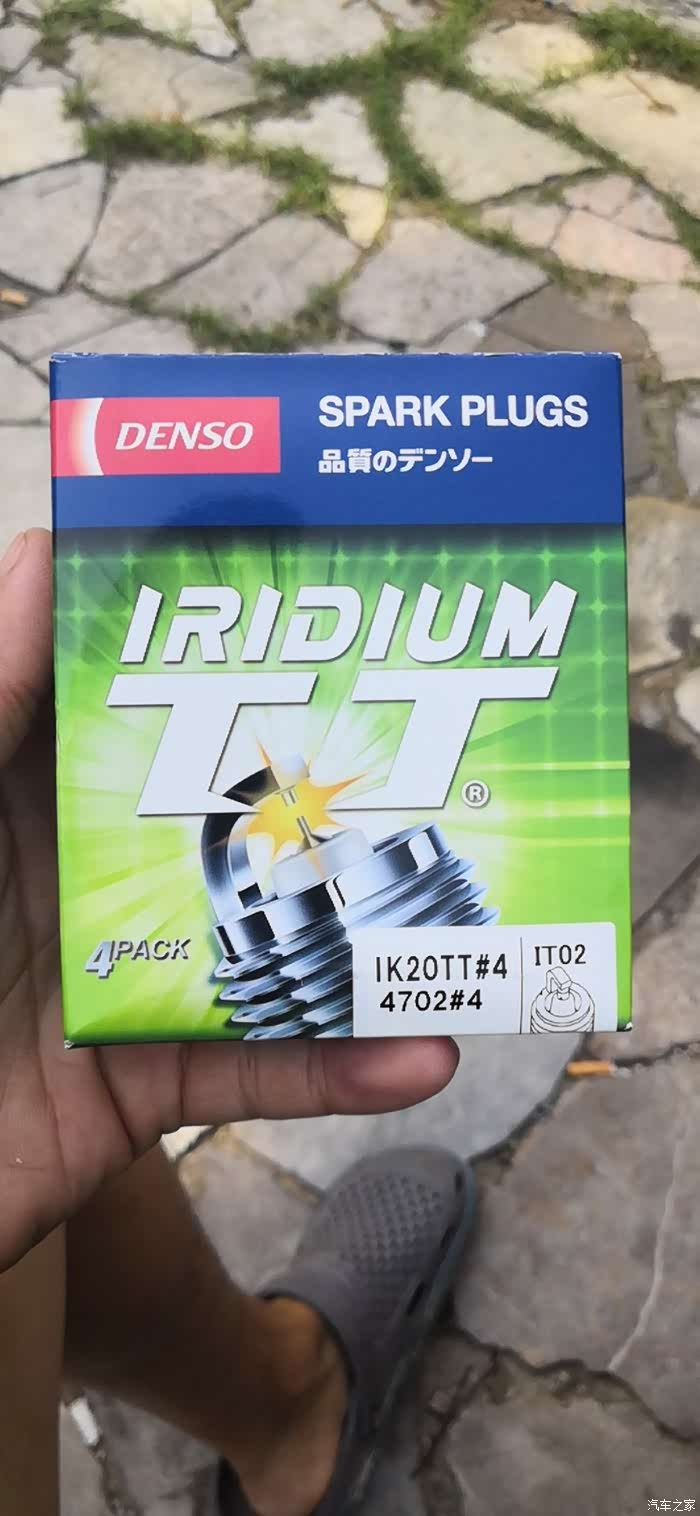 DENSO
SPARK PLUGS
品質のデンソー
IRIDIUM
TT®
4PACK
IK20TT#4
4702#4
IT02
汽车之家